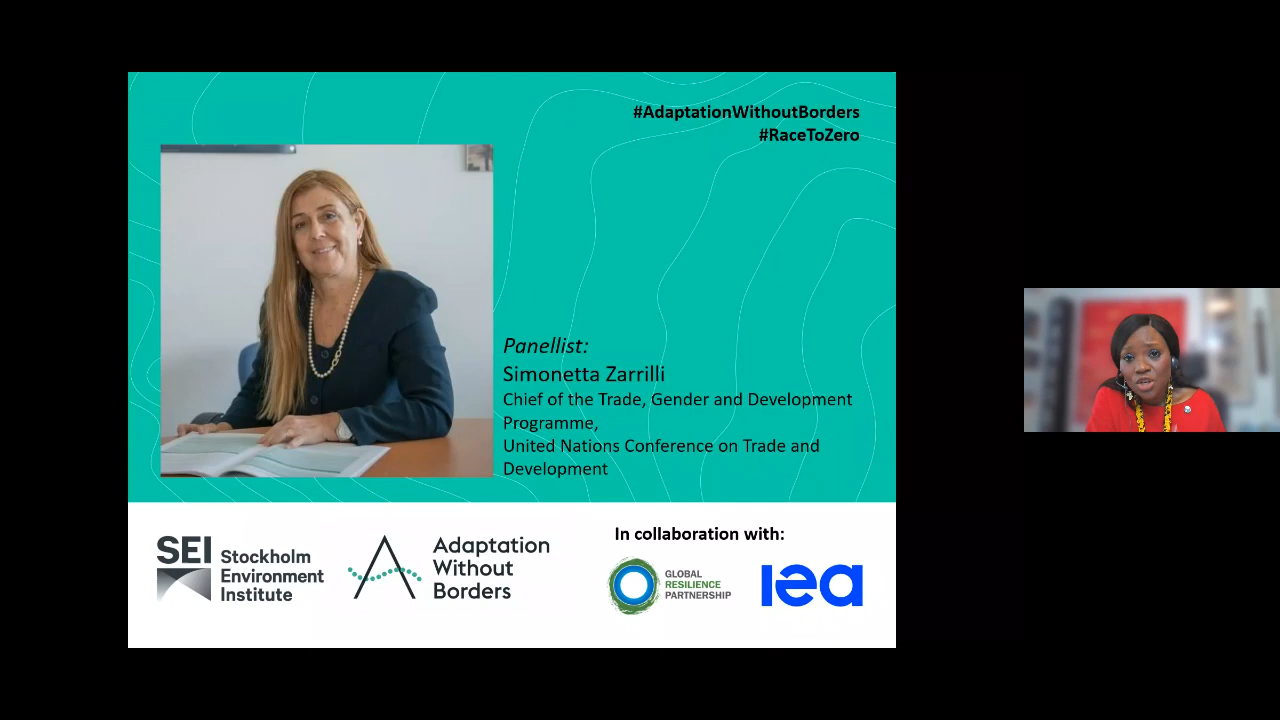 #AdaptationWithoutBorders
#RaceToZero
Panellist:
Simonetta Zarrilli
Chief of the Trade, Gender and Development
Programme,
United Nations Conference on Trade and
Development
SEI Stockholm
Environment
Institute
Adaptation
Without
Borders
In collaboration with:
GLOBAL
RESILIENCE
PARTNERSHIP
iea